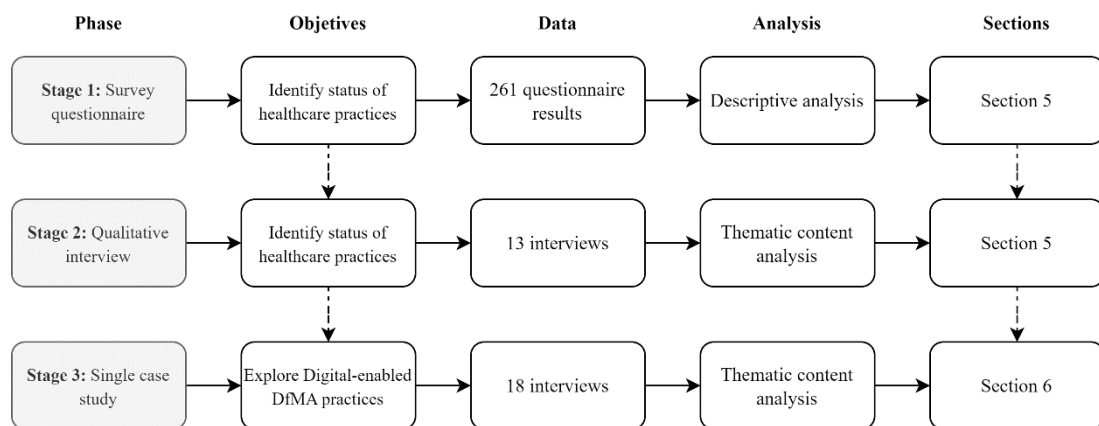 Phase
Objetives
Data
Analysis
Sections
Stage 1: Survey
questionnaire
Identify status of
healthcare practices
261 questionnaire
results
Descriptive analysis
Section 5
Stage 2: Qualitative
interview
Identify status of
healthcare practices
13 interviews
Thematic content
analysis
Section 5
Stage 3: Single case
study
Explore Digital-enabled
DfMA practices
18 interviews
Thematic content
analysis
Section 6